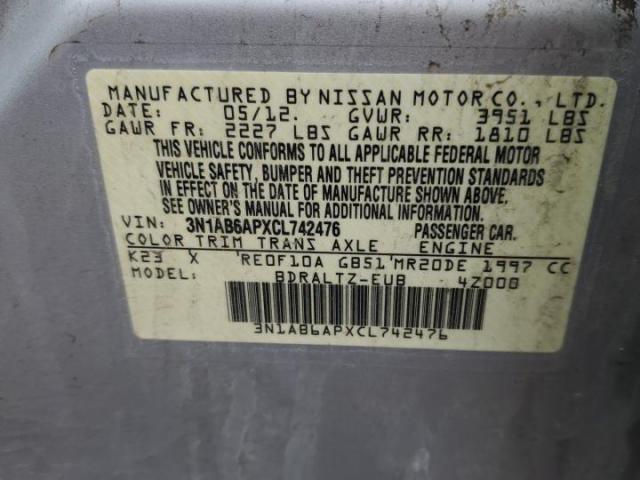 MANUFACTURED BY NISSAN MOTOR CO., LTD.
DATE: 05/12. GVWR: 3951 LBS
GAWR FR: 2227 LBS GAWR RR: 1810 LBS
THIS VEHICLE CONFORMS TO ALL APPLICABLE FEDERAL MOTOR
VEHICLE SAFETY, BUMPER AND THEFT PREVENTION STANDARDS
IN EFFECT ON THE DATE OF MANUFACTURE SHOWN ABOVE.
SEE OWNER'S MANUAL FOR ADDITIONAL INFORMATION.
VIN: 3N1AB6APXCL742476 PASSENGER CAR.
COLOR TRIM TRANS AXLE ENGINE
K23 X 'RE0F10A GB51'MR20DE 1997 CC
MODEL: BDRALTZ-EUB 4Z000
3N1AB6APXCL742476